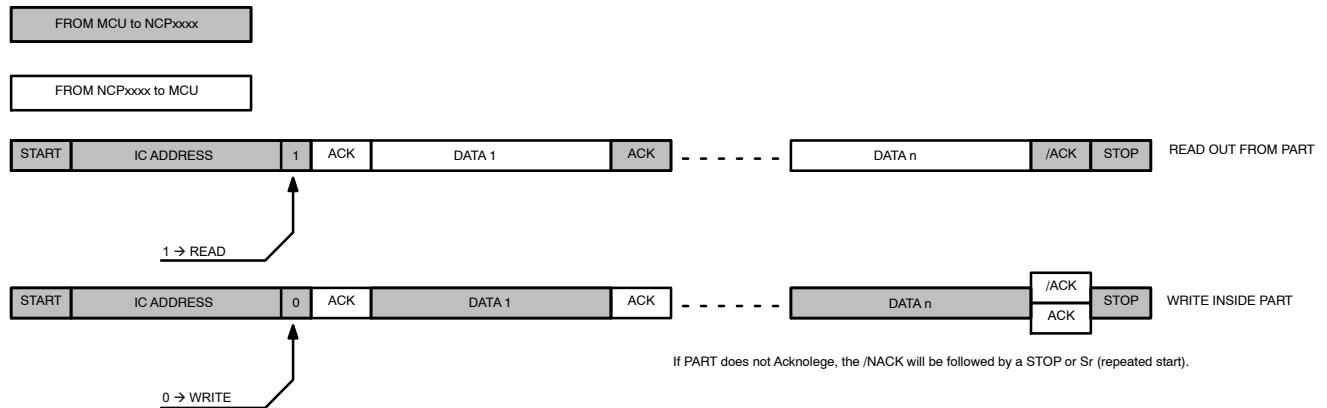 FROM MCU to NCPxxxx
FROM NCPxxxx to MCU
START IC ADDRESS 1 ACK DATA 1 ACK DATA n /ACK STOP READ OUT FROM PART
1 → READ
START IC ADDRESS 0 ACK DATA 1 ACK DATA n /ACK ACK STOP WRITE INSIDE PART
If PART does not Acknolege, the /NACK will be followed by a STOP or Sr (repeated start).
0 → WRITE